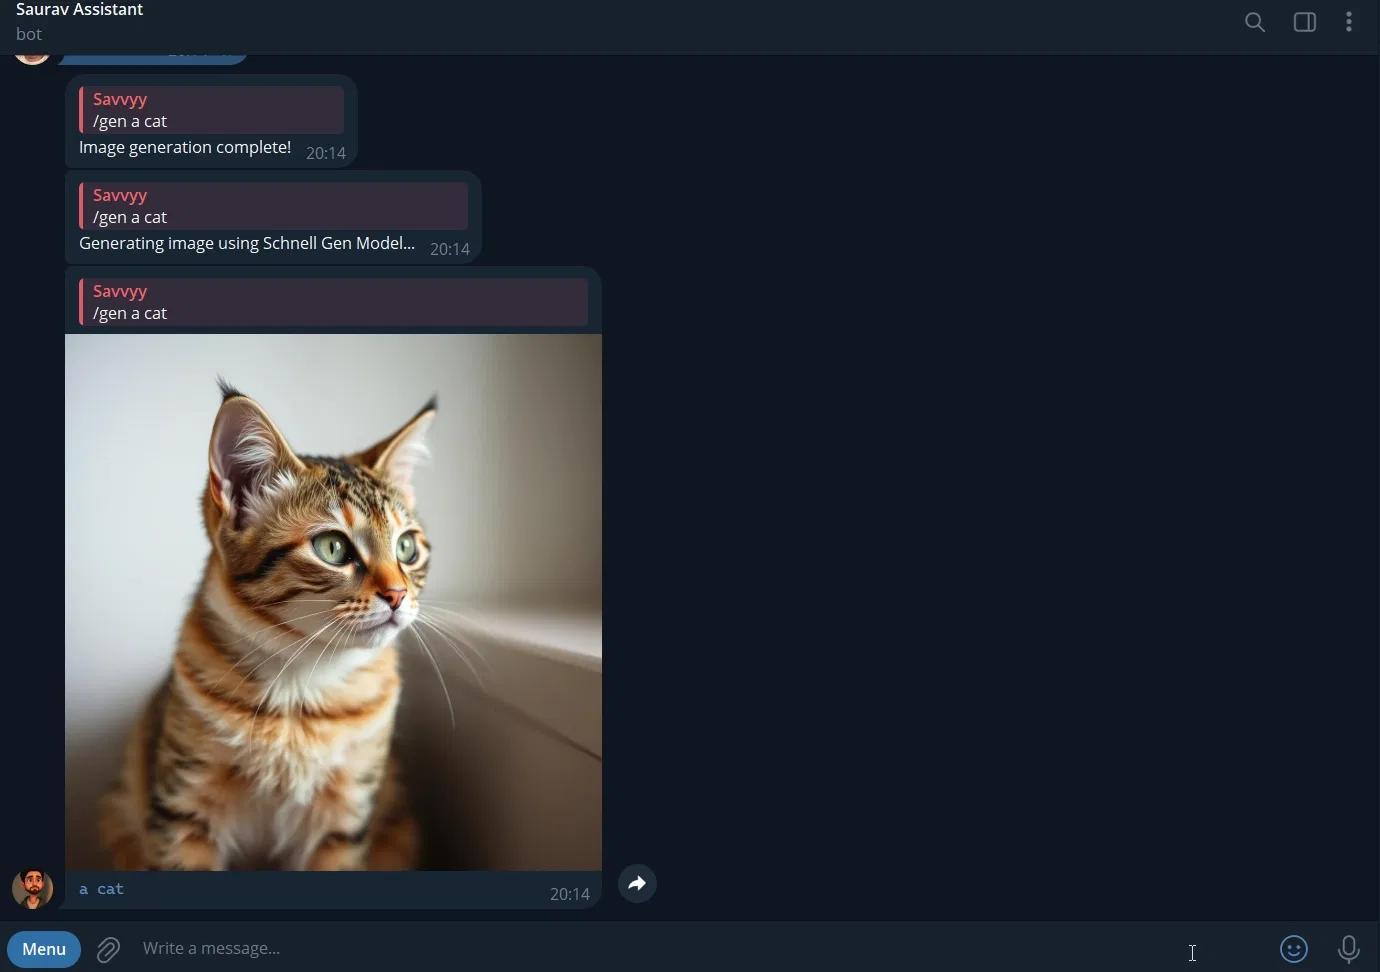 Saurav Assistant
bot
Savvyy
/gen a cat
Image generation complete!
20:14
Savvyy
/gen a cat
Generating image using Schnell Gen Model...
20:14
Savvyy
/gen a cat
a cat
20:14
Menu
Write a message...